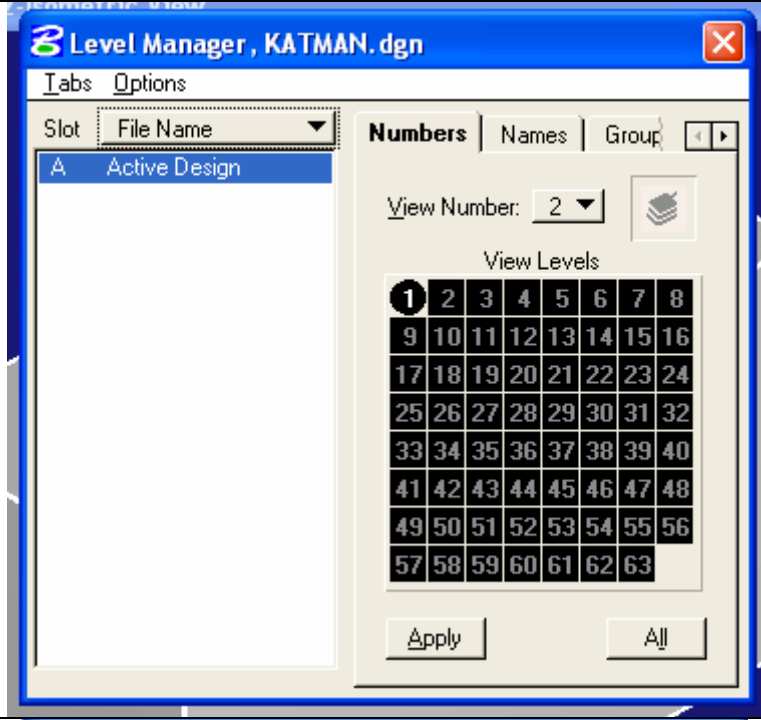 2-Isometric View
Level Manager , KATMAN.dgn
Tabs Options
Slot File Name
A Active Design
Numbers Names Group
View Number: 2
View Levels
1 2 3 4 5 6 7 8
9 10 11 12 13 14 15 16
17 18 19 20 21 22 23 24
25 26 27 28 29 30 31 32
33 34 35 36 37 38 39 40
41 42 43 44 45 46 47 48
49 50 51 52 53 54 55 56
57 58 59 60 61 62 63
Apply All